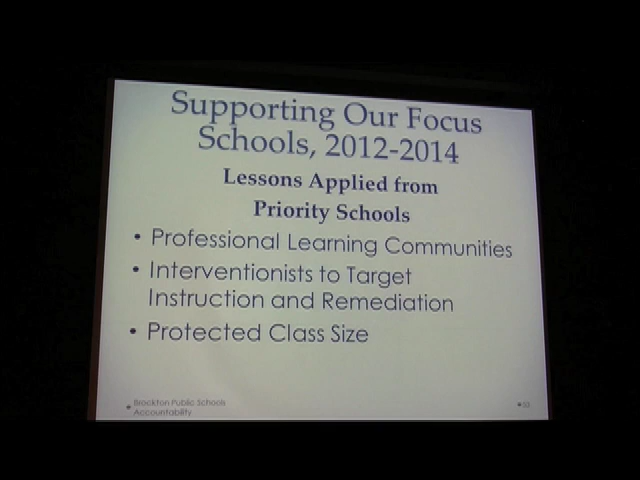 Supporting Our Focus
Schools, 2012-2014
Lessons Applied from
Priority Schools
• Professional Learning Communities
• Interventionists to Target
Instruction and Remediation
• Protected Class Size
Brockton Public Schools
Accountability
53